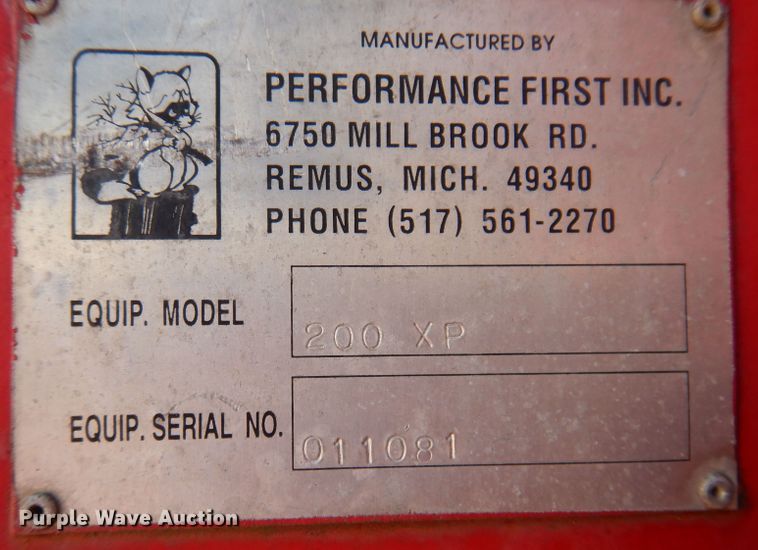 MANUFACTURED BY
PERFORMANCE FIRST INC.
6750 MILL BROOK RD.
REMUS, MICH. 49340
PHONE (517) 561-2270
EQUIP. MODEL 200 XP
EQUIP. SERIAL NO. 011081
Purple Wave Auction